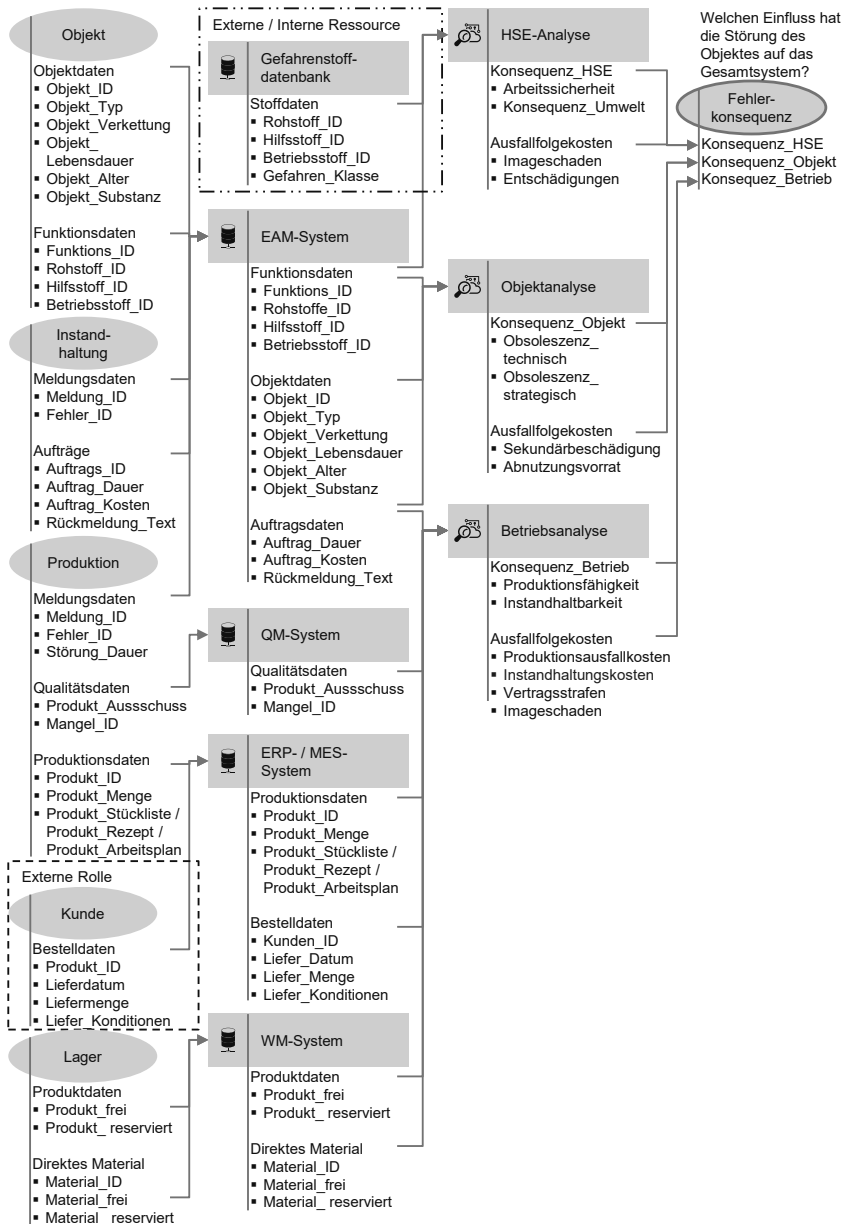 Objekt
Objektdaten
▪ Objekt_ID
▪ Objekt_Typ
▪ Objekt_Verkettung
▪ Objekt_
Lebensdauer
▪ Objekt_Alter
▪ Objekt_Substanz
Funktionsdaten
▪ Funktions_ID
▪ Rohstoff_ID
▪ Hilfsstoff_ID
▪ Betriebsstoff_ID
Instand-
haltung
Meldungsdaten
▪ Meldung_ID
▪ Fehler_ID
Aufträge
▪ Auftrags_ID
▪ Auftrag_Dauer
▪ Auftrag_Kosten
▪ Rückmeldung_Text
Produktion
Meldungsdaten
▪ Meldung_ID
▪ Fehler_ID
▪ Störung_Dauer
Qualitätsdaten
▪ Produkt_Aussschuss
▪ Mangel_ID
Produktionsdaten
▪ Produkt_ID
▪ Produkt_Menge
▪ Produkt_Stückliste /
Produkt_Rezept /
Produkt_Arbeitsplan
Externe Rolle
Kunde
Bestelldaten
▪ Produkt_ID
▪ Lieferdatum
▪ Liefermenge
▪ Liefer_Konditionen
Lager
Produktdaten
▪ Produkt_frei
▪ Produkt_ reserviert
Direktes Material
▪ Material_ID
▪ Material_frei
▪ Material_ reserviert
Externe / Interne Ressource
Gefahrenstoff-
datenbank
Stoffdaten
▪ Rohstoff_ID
▪ Hilfsstoff_ID
▪ Betriebsstoff_ID
▪ Gefahren_Klasse
EAM-System
Funktionsdaten
▪ Funktions_ID
▪ Rohstoffe_ID
▪ Hilfsstoff_ID
▪ Betriebsstoff_ID
Objektdaten
▪ Objekt_ID
▪ Objekt_Typ
▪ Objekt_Verkettung
▪ Objekt_Lebensdauer
▪ Objekt_Alter
▪ Objekt_Substanz
Auftragsdaten
▪ Auftrag_Dauer
▪ Auftrag_Kosten
▪ Rückmeldung_Text
QM-System
Qualitätsdaten
▪ Produkt_Aussschuss
▪ Mangel_ID
ERP- / MES-
System
Produktionsdaten
▪ Produkt_ID
▪ Produkt_Menge
▪ Produkt_Stückliste /
Produkt_Rezept /
Produkt_Arbeitsplan
Bestelldaten
▪ Kunden_ID
▪ Liefer_Datum
▪ Liefer_Menge
▪ Liefer_Konditionen
WM-System
Produktdaten
▪ Produkt_frei
▪ Produkt_ reserviert
Direktes Material
▪ Material_ID
▪ Material_frei
▪ Material_ reserviert
HSE-Analyse
Konsequenz_HSE
▪ Arbeitssicherheit
▪ Konsequenz_Umwelt
Ausfallfolgekosten
▪ Imageschaden
▪ Entschädigungen
Objektanalyse
Konsequenz_Objekt
▪ Obsoleszenz_
technisch
▪ Obsoleszenz_
strategisch
Ausfallfolgekosten
▪ Sekundärbeschädigung
▪ Abnutzungsvorrat
Betriebsanalyse
Konsequenz_Betrieb
▪ Produktionsfähigkeit
▪ Instandhaltbarkeit
Ausfallfolgekosten
▪ Produktionsausfallkosten
▪ Instandhaltungskosten
▪ Vertragsstrafen
▪ Imageschaden
Welchen Einfluss hat
die Störung des
Objektes auf das
Gesamtsystem?
Fehler-
konsequenz
Konsequenz_HSE
Konsequenz_Objekt
Konsequez_Betrieb